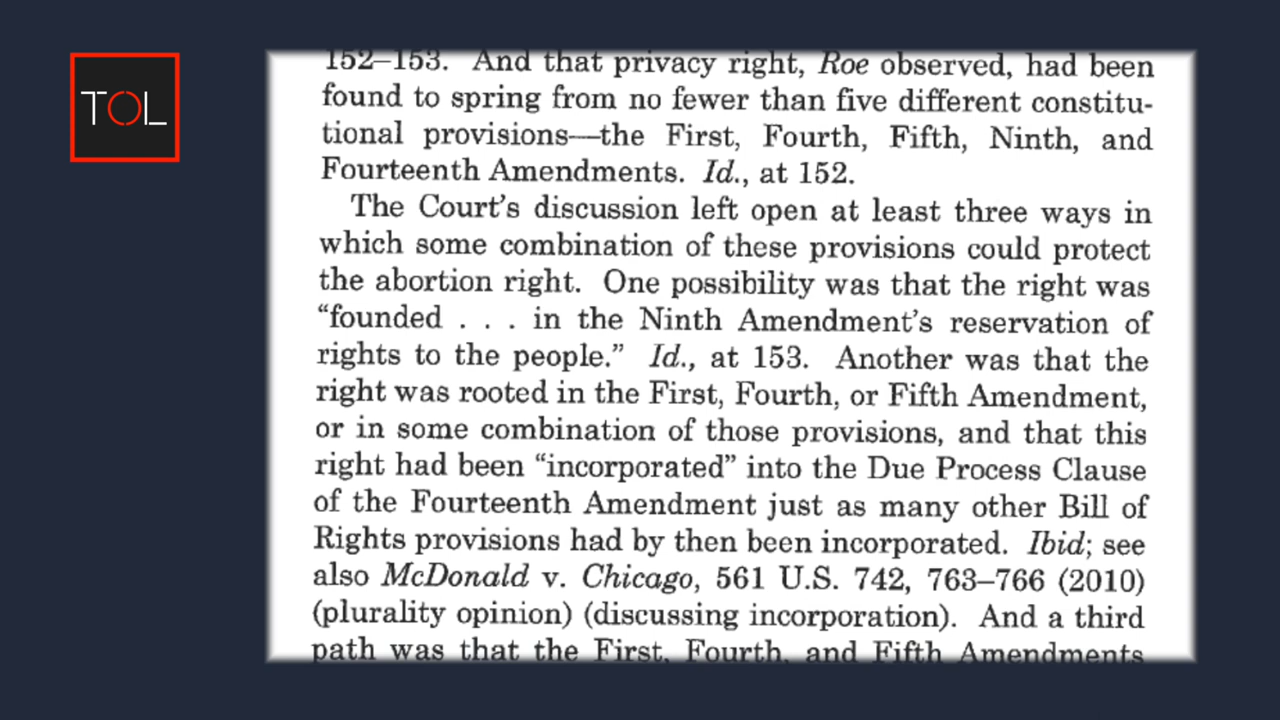 TOL
152–153. And that privacy right, Roe observed, had been
found to spring from no fewer than five different constitu-
tional provisions—the First, Fourth, Fifth, Ninth, and
Fourteenth Amendments. Id., at 152.
The Court's discussion left open at least three ways in
which some combination of these provisions could protect
the abortion right. One possibility was that the right was
“founded . . . in the Ninth Amendment's reservation of
rights to the people.” Id., at 153. Another was that the
right was rooted in the First, Fourth, or Fifth Amendment,
or in some combination of those provisions, and that this
right had been “incorporated” into the Due Process Clause
of the Fourteenth Amendment just as many other Bill of
Rights provisions had by then been incorporated. Ibid; see
also McDonald v. Chicago, 561 U.S. 742, 763–766 (2010)
(plurality opinion) (discussing incorporation). And a third
path was that the First, Fourth, and Fifth Amendments